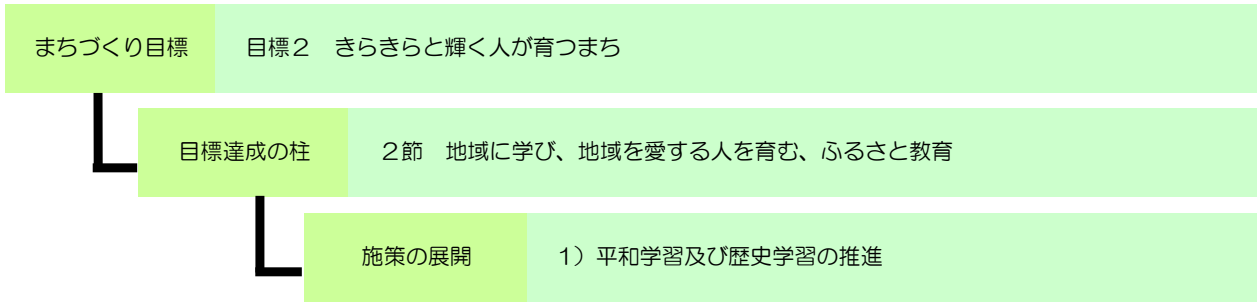 まちづくり目標 目標２　きらきらと輝く人が育つまち
目標達成の柱 ２節　地域に学び、地域を愛する人を育む、ふるさと教育
施策の展開 1）平和学習及び歴史学習の推進